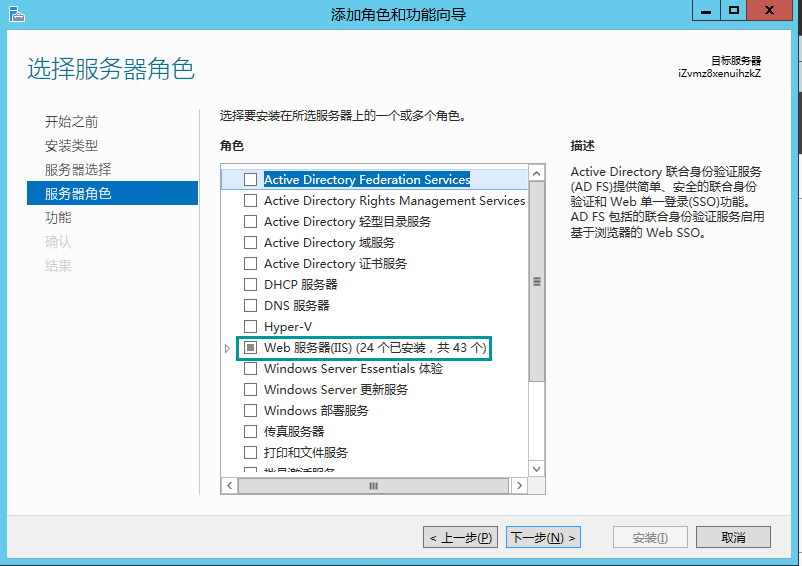 添加角色和功能向导
选择服务器角色
目标服务器
iZvmz8xenuihzkZ
开始之前
安装类型
服务器选择
服务器角色
功能
确认
结果
选择要安装在所选服务器上的一个或多个角色。
角色
Active Directory Federation Services
Active Directory Rights Management Services
Active Directory 轻型目录服务
Active Directory 域服务
Active Directory 证书服务
DHCP 服务器
DNS 服务器
Hyper-V
Web 服务器(IIS) (24 个已安装，共 43 个)
Windows Server Essentials 体验
Windows Server 更新服务
Windows 部署服务
传真服务器
打印和文件服务
批量激活服务
描述
Active Directory 联合身份验证服务
(AD FS)提供简单、安全的联合身份
验证和 Web 单一登录(SSO)功能。
AD FS 包括的联合身份验证服务启用
基于浏览器的 Web SSO。
< 上一步(P)
下一步(N) >
安装(I)
取消